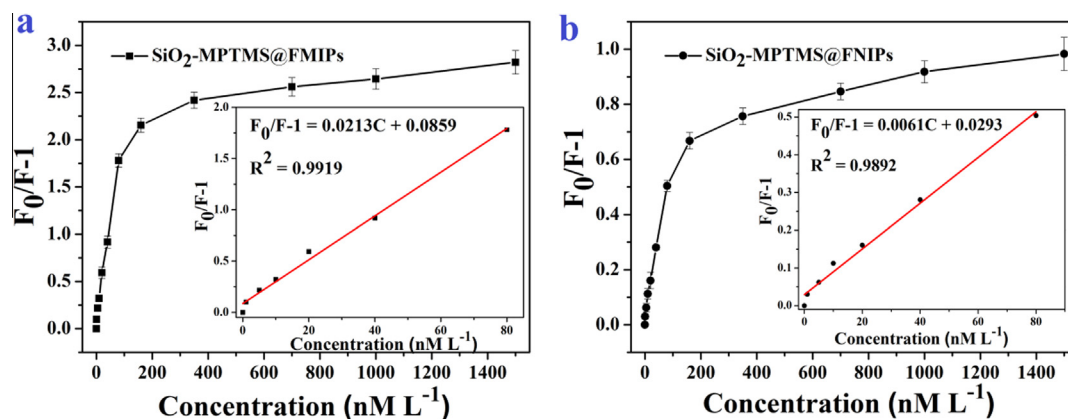 a
SiO2-MPTMS@FMIPs
F0/F-1
3.0
2.5
2.0
1.5
1.0
0.5
0.0
0 200 400 600 800 1000 1200 1400
Concentration (nM L-1)
F0/F-1 = 0.0213C + 0.0859
R2 = 0.9919
F0/F-1
2.0
1.5
1.0
0.5
0.0
0 20 40 60 80
Concentration (nM L-1)
b
SiO2-MPTMS@FNIPs
F0/F-1
1.0
0.8
0.6
0.4
0.2
0.0
0 200 400 600 800 1000 1200 1400
Concentration (nM L-1)
F0/F-1 = 0.0061C + 0.0293
R2 = 0.9892
F0/F-1
0.5
0.4
0.3
0.2
0.1
0.0
0 20 40 60 80
Concentration (nM L-1)